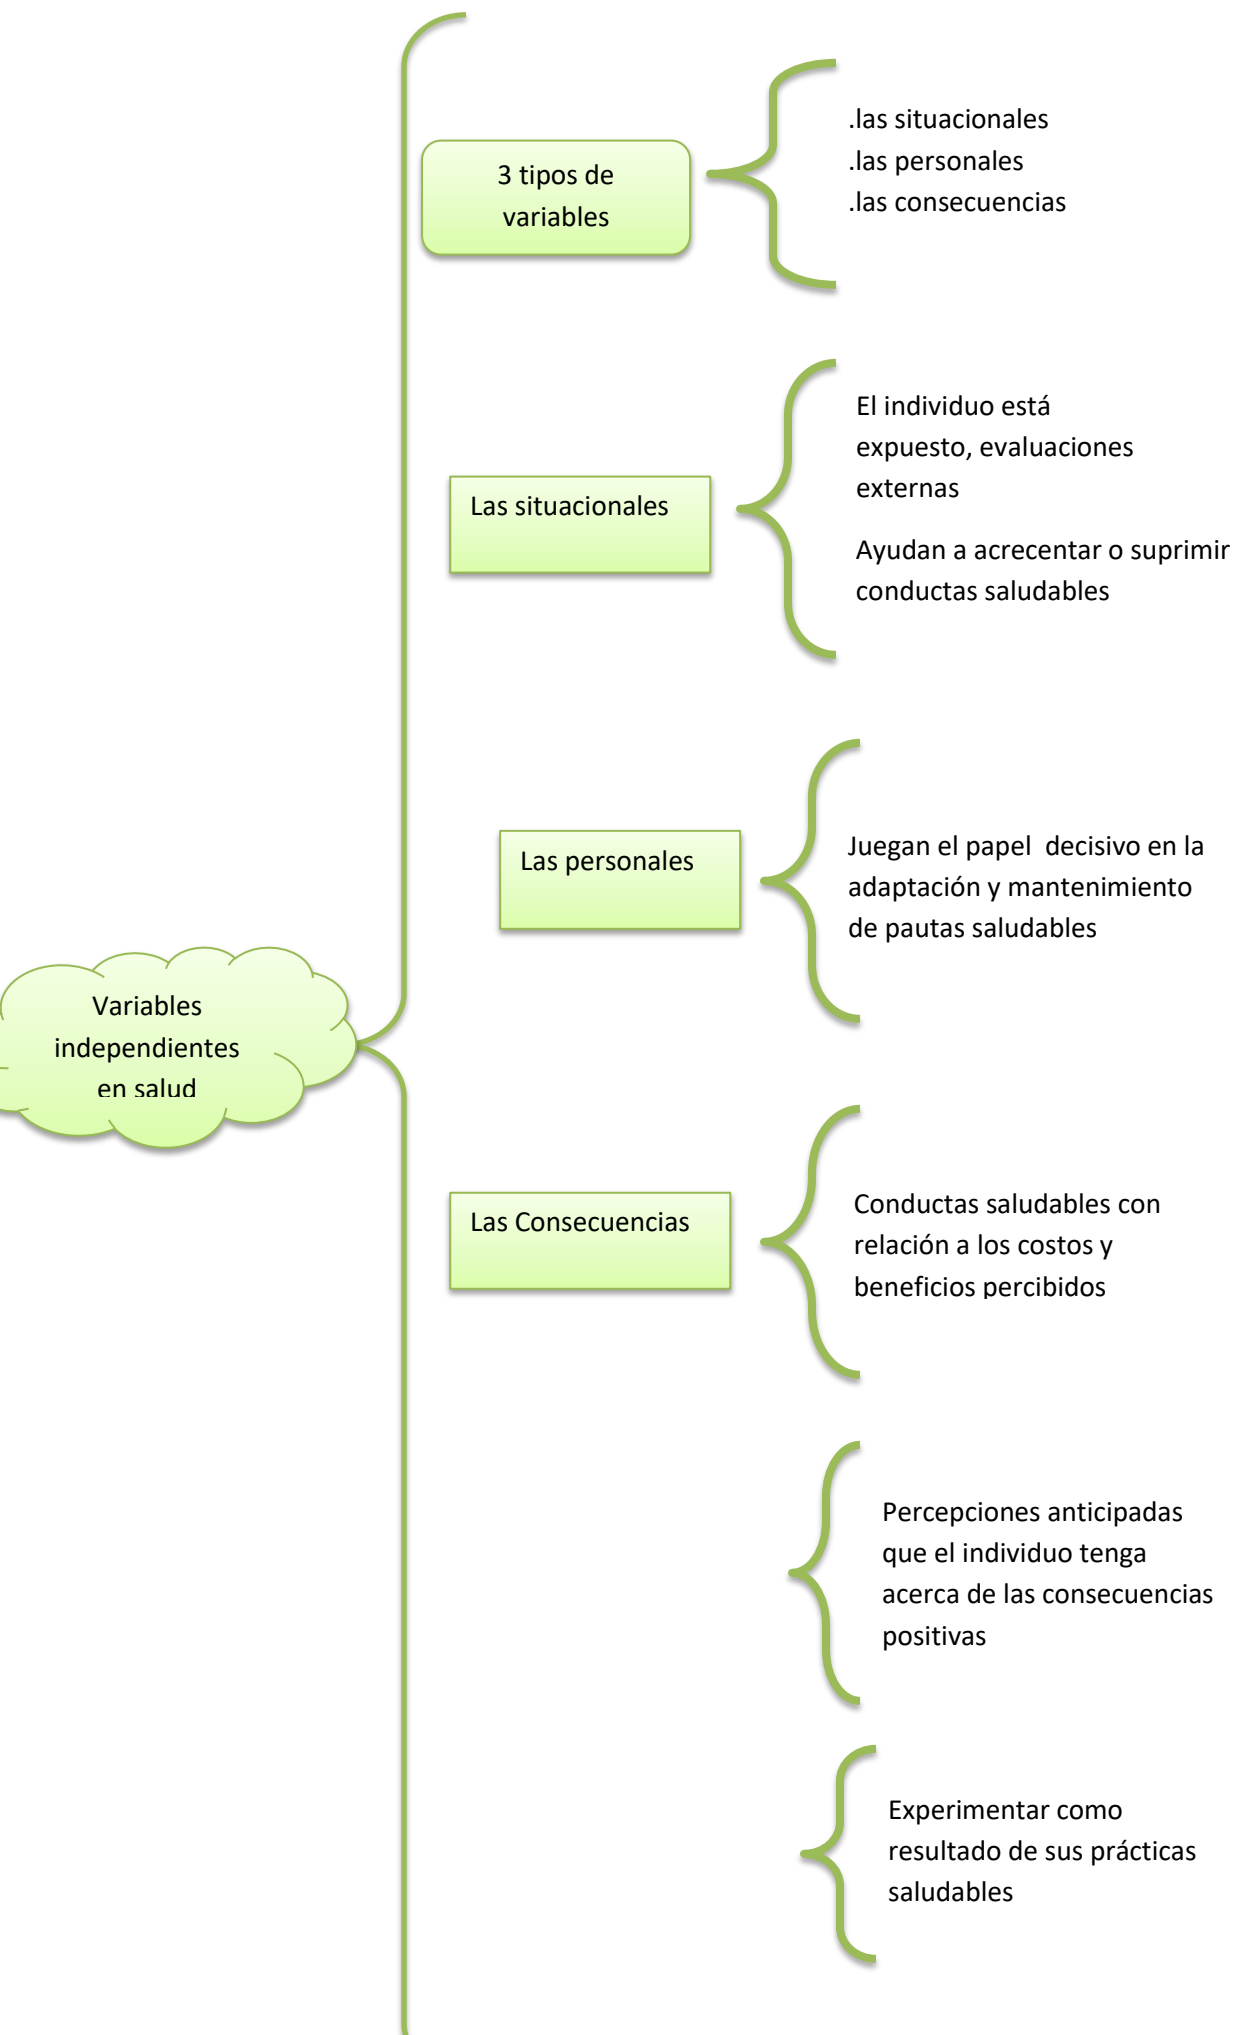 3 tipos de
variables
.las situacionales
.las personales
.las consecuencias
Las situacionales
El individuo está
expuesto, evaluaciones
externas
Ayudan a acrecentar o suprimir
conductas saludables
Las personales
Juegan el papel  decisivo en la
adaptación y mantenimiento
de pautas saludables
Variables
independientes
en salud
Las Consecuencias
Conductas saludables con
relación a los costos y
beneficios percibidos
Percepciones anticipadas
que el individuo tenga
acerca de las consecuencias
positivas
Experimentar como
resultado de sus prácticas
saludables